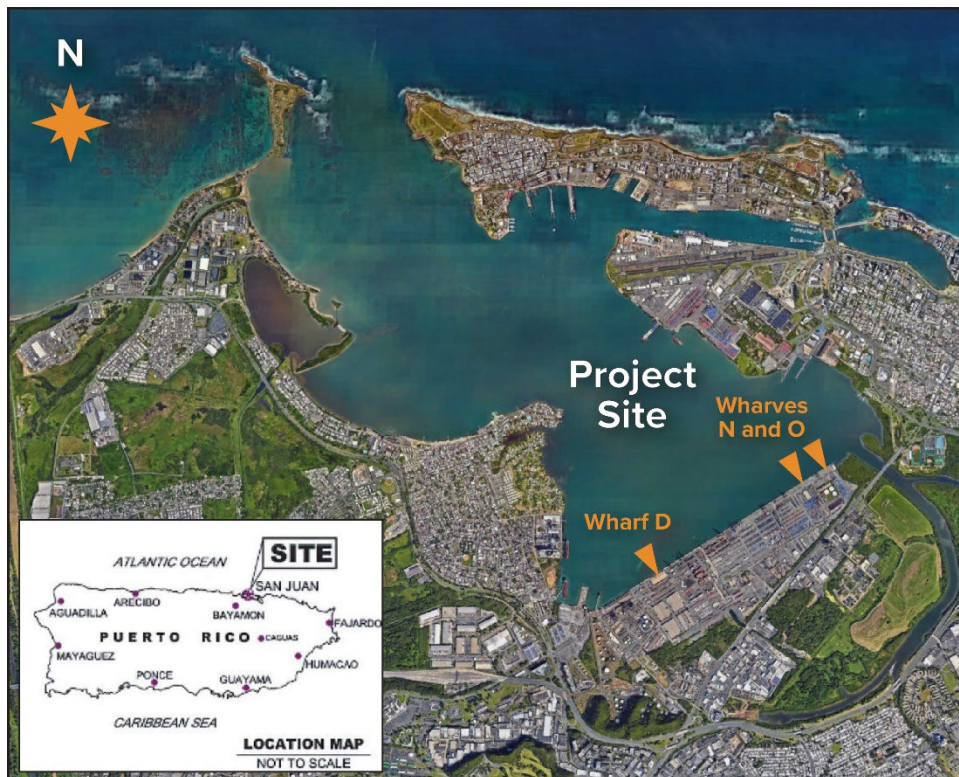 N
Project
Site
Wharves
N and O
Wharf D
SITE
ATLANTIC OCEAN
SAN JUAN
ARECIBO
BAYAMON
AGUADILLA
FAJARDO
PUERTO RICO
CAGUAS
MAYAGUEZ
HUMACAO
PONCE
GUAYAMA
CARIBBEAN SEA
LOCATION MAP
NOT TO SCALE